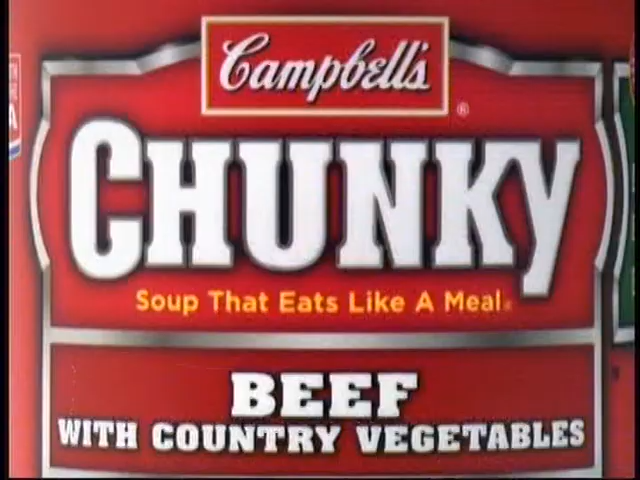 Campbell's®
CHUNKY
Soup That Eats Like A Meal®
BEEF
WITH COUNTRY VEGETABLES